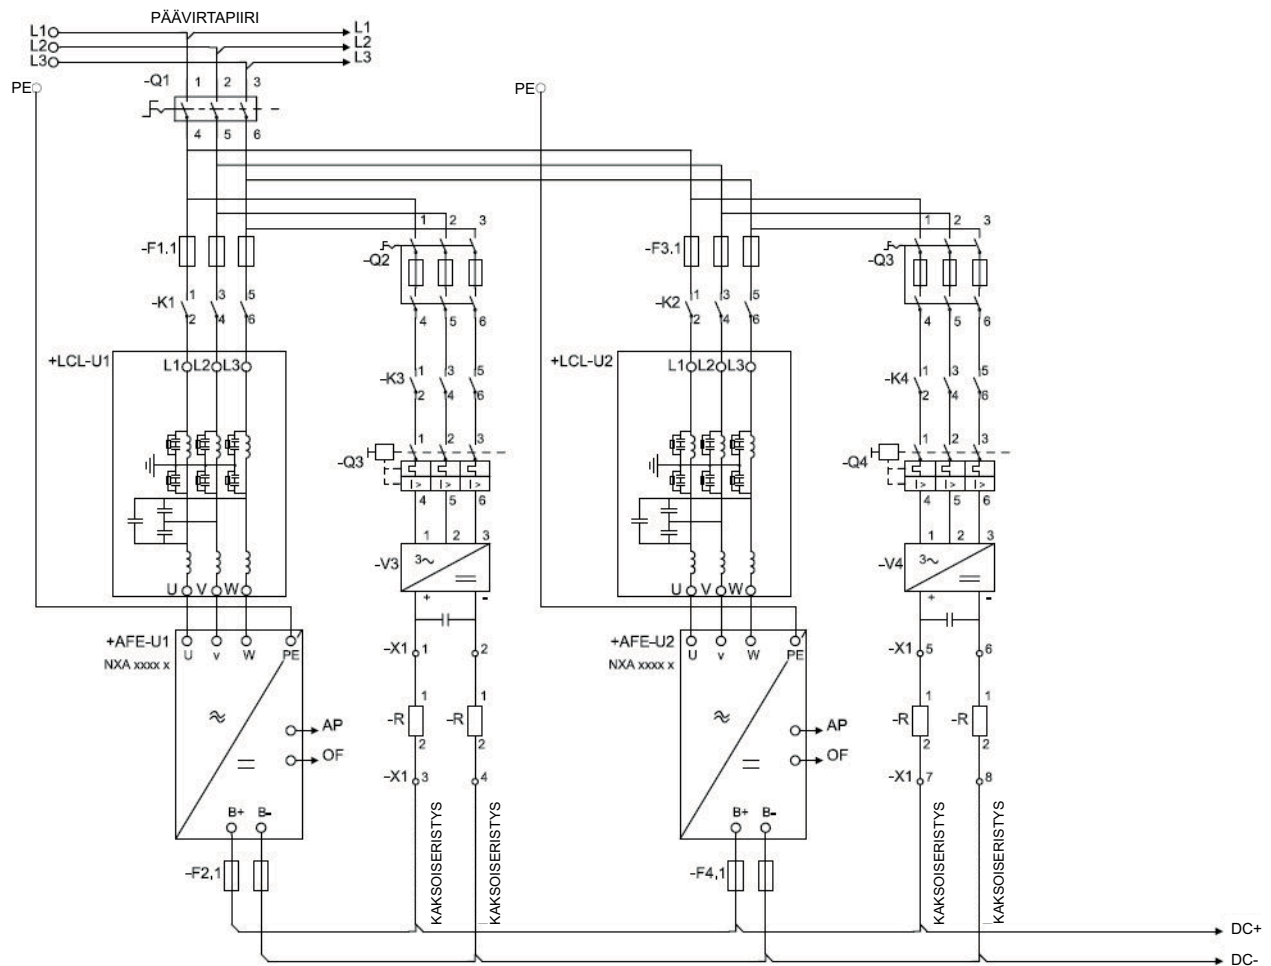 PÄÄVIRTAPIIRI
L1 L1
L2 L2
L3 L3
PE -Q1 1 2 3 PE
4 5 6
1 2 3 1 2 3
-F1.1 -Q2 -F3.1 -Q3
-K1 1 3 5 -K2 1 3 5
2 4 6 4 5 6 2 4 6 4 5 6
+LCL-U1 L1 L2 L3 +LCL-U2 L1 L2 L3
-K3 1 3 5 -K4 1 3 5
2 4 6 2 4 6
1 2 3 1 2 3
-Q3 -Q4
I> I> I> I> I> I>
4 5 6 4 5 6
1 2 3 1 2 3
-V3 3~ -V4 3~
U V W + - U V W + -
+AFE-U1 U v W PE +AFE-U2 U v W PE
NXA xxxx x NXA xxxx x
-X1 1 2 -X1 5 6
1 1 1 1
-R -R -R -R
2 2 2 2
AP AP
OF OF
-X1 3 4 -X1 7 8
B+ B- B+ B-
-F2,1 -F4,1
KAKSOISERISTYS KAKSOISERISTYS KAKSOISERISTYS KAKSOISERISTYS
DC+
DC-